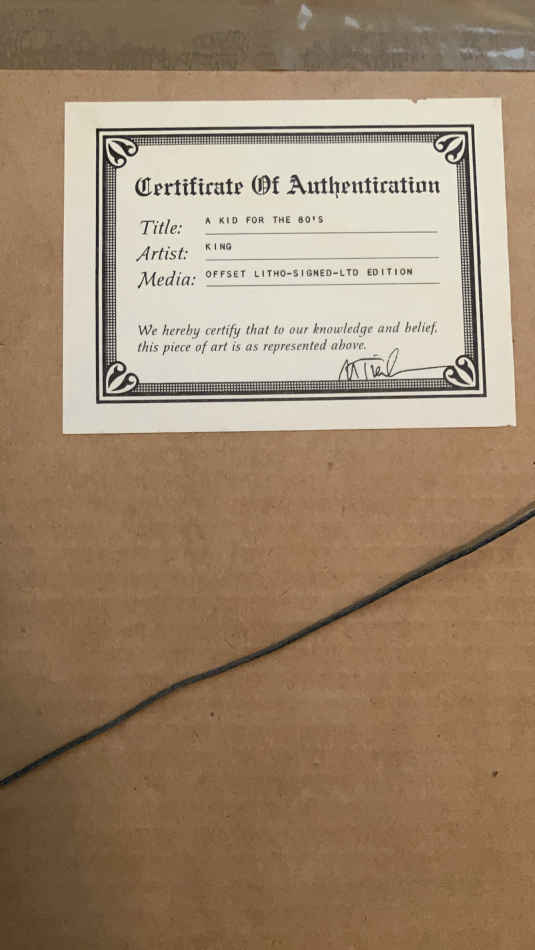 Certificate Of Authentication
Title: A KID FOR THE 80'S
Artist: KING
Media: OFFSET LITHO-SIGNED-LTD EDITION
We hereby certify that to our knowledge and belief,
this piece of art is as represented above.